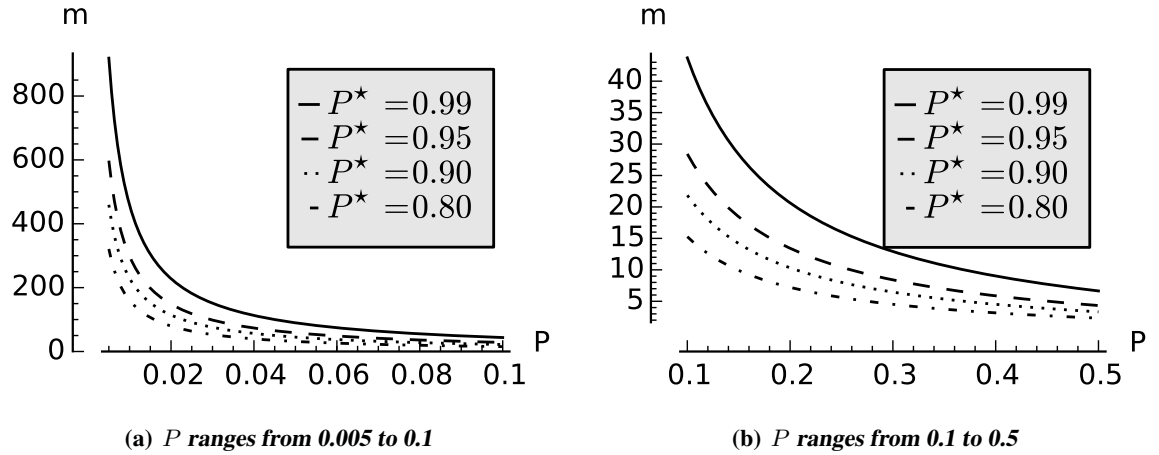 m
800
600
400
200
0
0.02 0.04 0.06 0.08 0.1
P
P★ =0.99
P★ =0.95
P★ =0.90
P★ =0.80
(a) P ranges from 0.005 to 0.1
m
40
35
30
25
20
15
10
5
0.1 0.2 0.3 0.4 0.5
P
P★ =0.99
P★ =0.95
P★ =0.90
P★ =0.80
(b) P ranges from 0.1 to 0.5